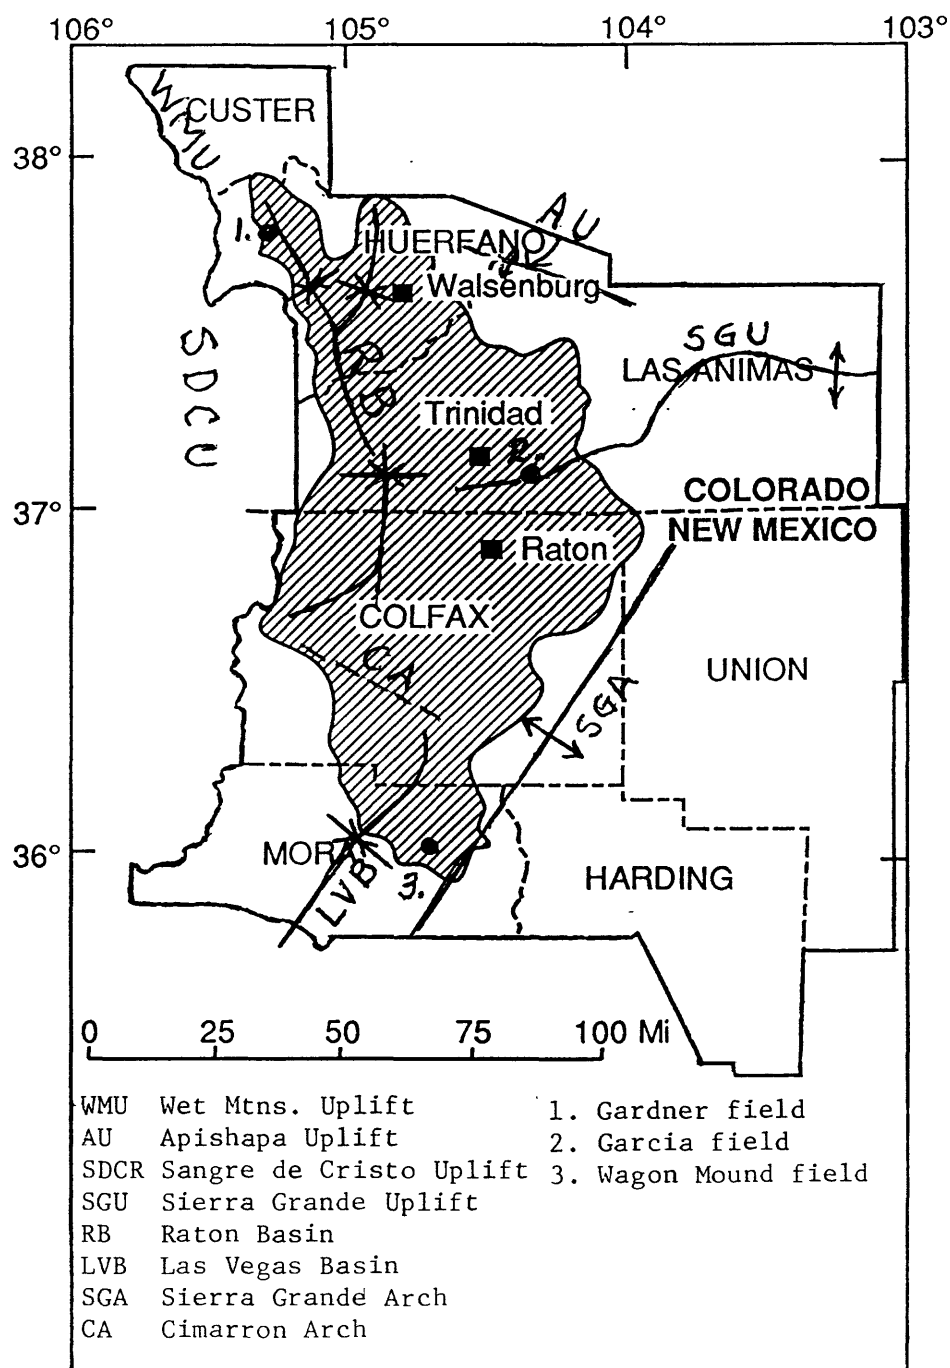 106° 105° 104° 103°
38°
WMU
CUSTER
1.
AU
HUERFANO
Walsenburg
SDCU
RB
SGU
LAS ANIMAS
Trinidad
2.
COLORADO
37°
NEW MEXICO
Raton
COLFAX
CA
UNION
SGA
36°
MORA
LVB
3.
HARDING
0 25 50 75 100 Mi
WMU Wet Mtns. Uplift
AU Apishapa Uplift
SDCR Sangre de Cristo Uplift
SGU Sierra Grande Uplift
RB Raton Basin
LVB Las Vegas Basin
SGA Sierra Grande Arch
CA Cimarron Arch
1. Gardner field
2. Garcia field
3. Wagon Mound field